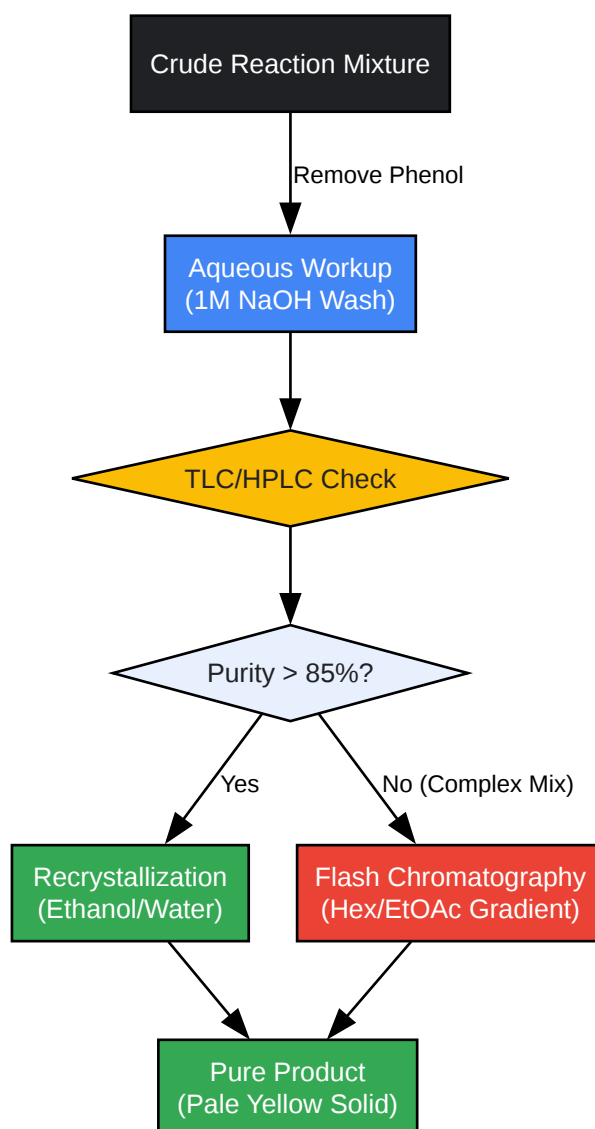 Crude Reaction Mixture
Remove Phenol
Aqueous Workup
(1M NaOH Wash)
TLC/HPLC Check
Purity > 85%?
Yes
No (Complex Mix)
Recrystallization
(Ethanol/Water)
Flash Chromatography
(Hex/EtOAc Gradient)
Pure Product
(Pale Yellow Solid)